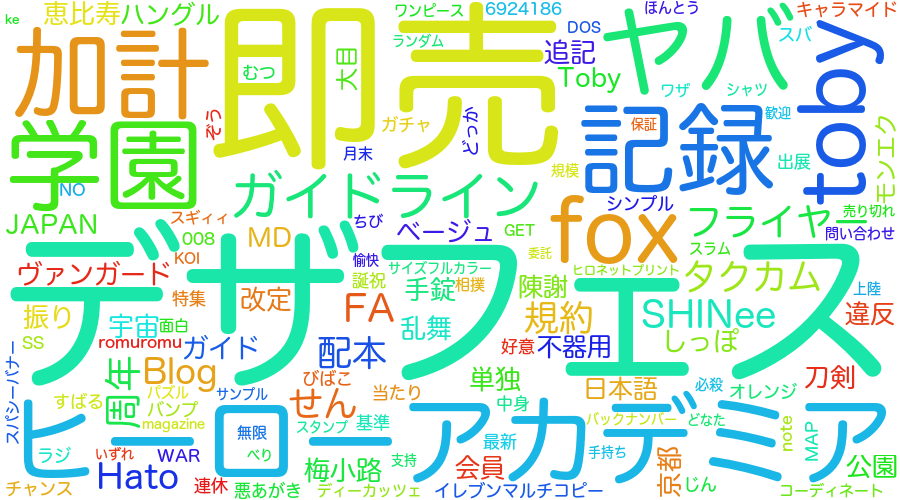 ke
恵比寿
ハングル
ワンピース
6924186
ほんとう
キャラマイド
加計
即売
ヤバ
toby
むつ
大目
ランダム
DOS
追記
Toby
スバ
ワザ
シャツ
学園
ぞう
ガチャ
どっか
記録
保証
歓迎
モンエク
月末
規模
出展
NO
JAPAN
スギィィ
ガイドライン
ちび
ベージュ
GET
fox
シンプル
フライヤー
売り切れ
問い合わせ
008
KOI
MD
愉快
委託
スラム
デザフェス
ヴァンガード
誕祝
サイズフルカラー
ヒロネットプリント
タクカム
上陸
特集
改定
FA
手錠
相撲
陳謝
SHINee
違反
振り
宇宙
面白
乱舞
規約
しっぽ
SS
romuromu
ガイド
配本
好意
不器用
スパシーバナー
周年
Blog
びばこ
単独
日本語
必殺
刀剣
すばる
パズル
バンプ
サンプル
せん
当たり
中身
オレンジ
magazine
無限
スタンプ
基準
バックナンバー
どなた
ヒーローアカデミア
ラジ
いずれ
WAR
べり
最新
支持
手持ち
note
MAP
Hato
梅小路
会員
京都
公園
チャンス
連休
悪あがき
ディーカッツェ
イレブンマルチコピー
じん
コーディネート